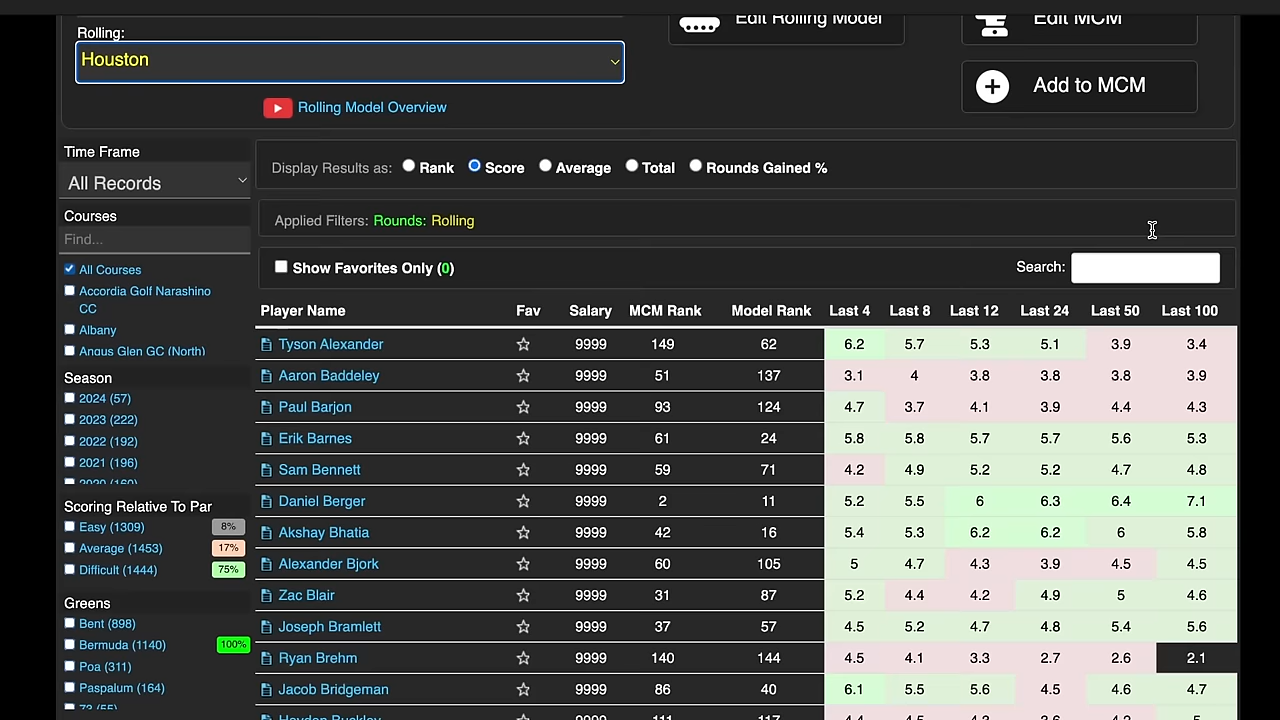 Edit Rolling Model
Edit MCM
Rolling:
Houston
Add to MCM
Rolling Model Overview
Time Frame
All Records
Display Results as: Rank Score Average Total Rounds Gained %
Courses
Find...
Applied Filters: Rounds: Rolling
All Courses
Accordia Golf Narashino
CC
Albany
Angus Glen GC (North)
Show Favorites Only (0)
Search:
Season
2024 (57)
2023 (222)
2022 (192)
2021 (196)
2020 (160)
Scoring Relative To Par
Easy (1309) 8%
Average (1453) 17%
Difficult (1444) 75%
Greens
Bent (898)
Bermuda (1140) 100%
Poa (311)
Paspalum (164)
Player Name Fav Salary MCM Rank Model Rank Last 4 Last 8 Last 12 Last 24 Last 50 Last 100
Tyson Alexander 9999 149 62 6.2 5.7 5.3 5.1 3.9 3.4
Aaron Baddeley 9999 51 137 3.1 4 3.8 3.8 3.8 3.9
Paul Barjon 9999 93 124 4.7 3.7 4.1 3.9 4.4 4.3
Erik Barnes 9999 61 24 5.8 5.8 5.7 5.7 5.6 5.3
Sam Bennett 9999 59 71 4.2 4.9 5.2 5.2 4.7 4.8
Daniel Berger 9999 2 11 5.2 5.5 6 6.3 6.4 7.1
Akshay Bhatia 9999 42 16 5.4 5.3 6.2 6.2 6 5.8
Alexander Bjork 9999 60 105 5 4.7 4.3 3.9 4.5 4.5
Zac Blair 9999 31 87 5.2 4.4 4.2 4.9 5 4.6
Joseph Bramlett 9999 37 57 4.5 5.2 4.7 4.8 5.4 5.6
Ryan Brehm 9999 140 144 4.5 4.1 3.3 2.7 2.6 2.1
Jacob Bridgeman 9999 86 40 6.1 5.5 5.6 4.5 4.6 4.7
Hayden Buckley 9999 111 117